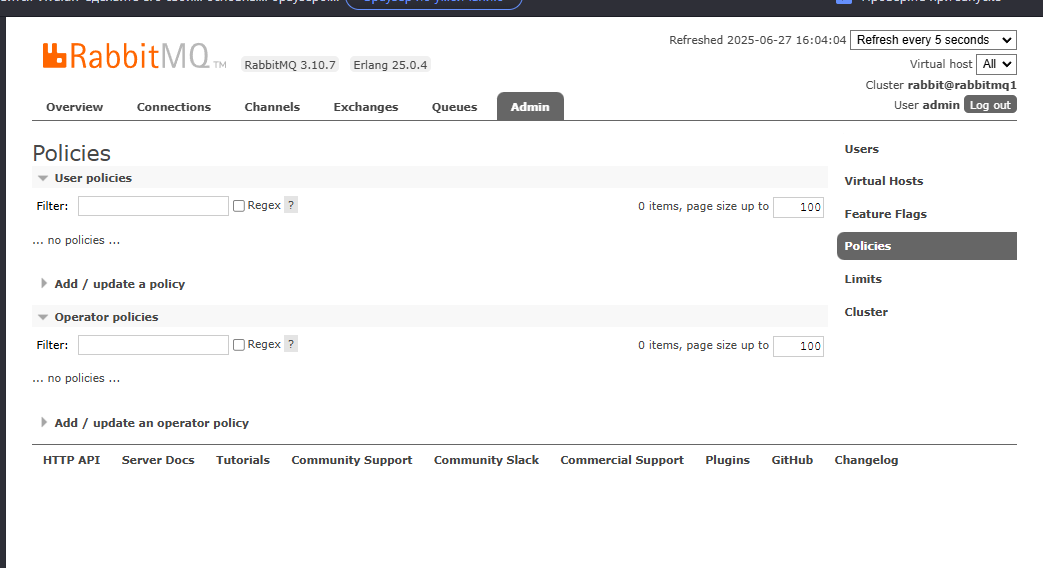 Refreshed 2025-06-27 16:04:04 Refresh every 5 seconds
RabbitMQ TM RabbitMQ 3.10.7 Erlang 25.0.4
Virtual host All
Cluster rabbit@rabbitmq1
User admin Log out
Overview Connections Channels Exchanges Queues Admin
Policies
User policies
Filter: Regex ? 0 items, page size up to 100
... no policies ...
Add / update a policy
Operator policies
Filter: Regex ? 0 items, page size up to 100
... no policies ...
Add / update an operator policy
Users
Virtual Hosts
Feature Flags
Policies
Limits
Cluster
HTTP API Server Docs Tutorials Community Support Community Slack Commercial Support Plugins GitHub Changelog